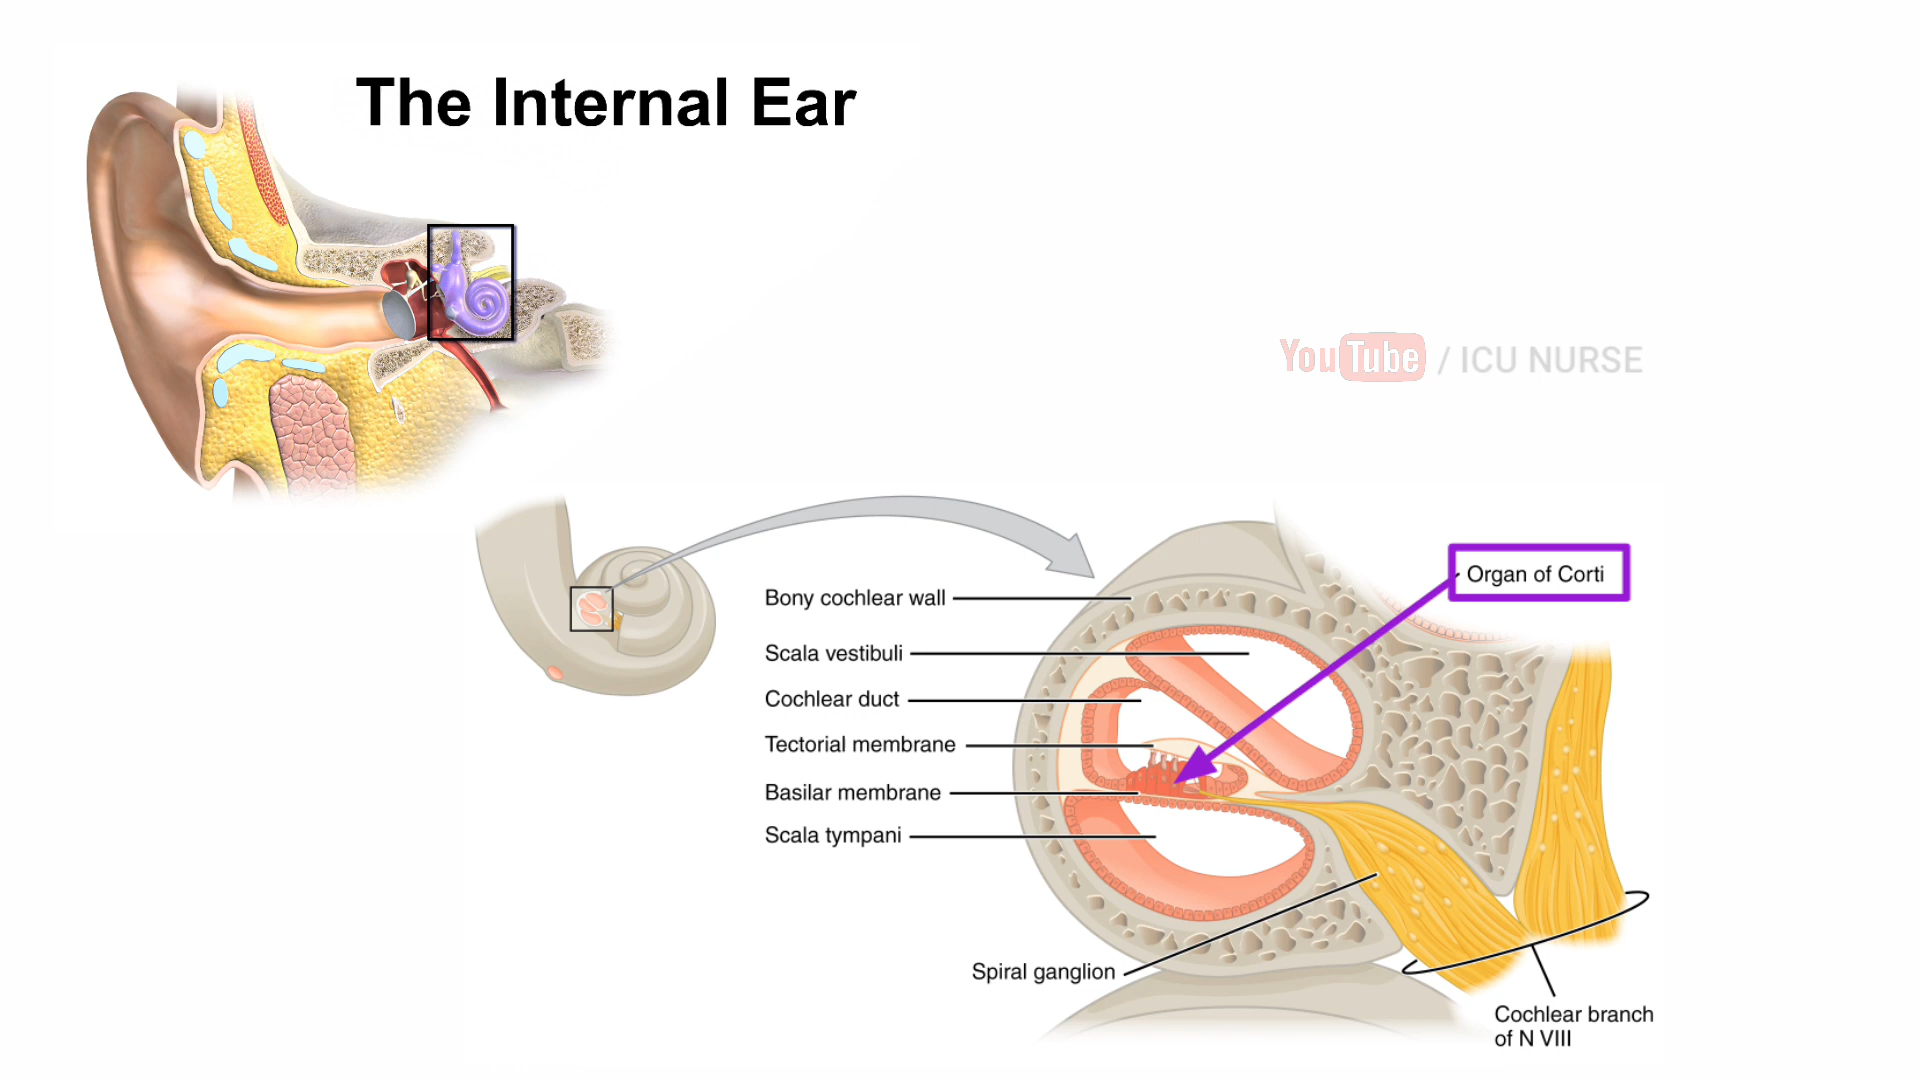 The Internal Ear
YouTube / ICU NURSE
Organ of Corti
Bony cochlear wall
Scala vestibuli
Cochlear duct
Tectorial membrane
Basilar membrane
Scala tympani
Spiral ganglion
Cochlear branch
of N VIII